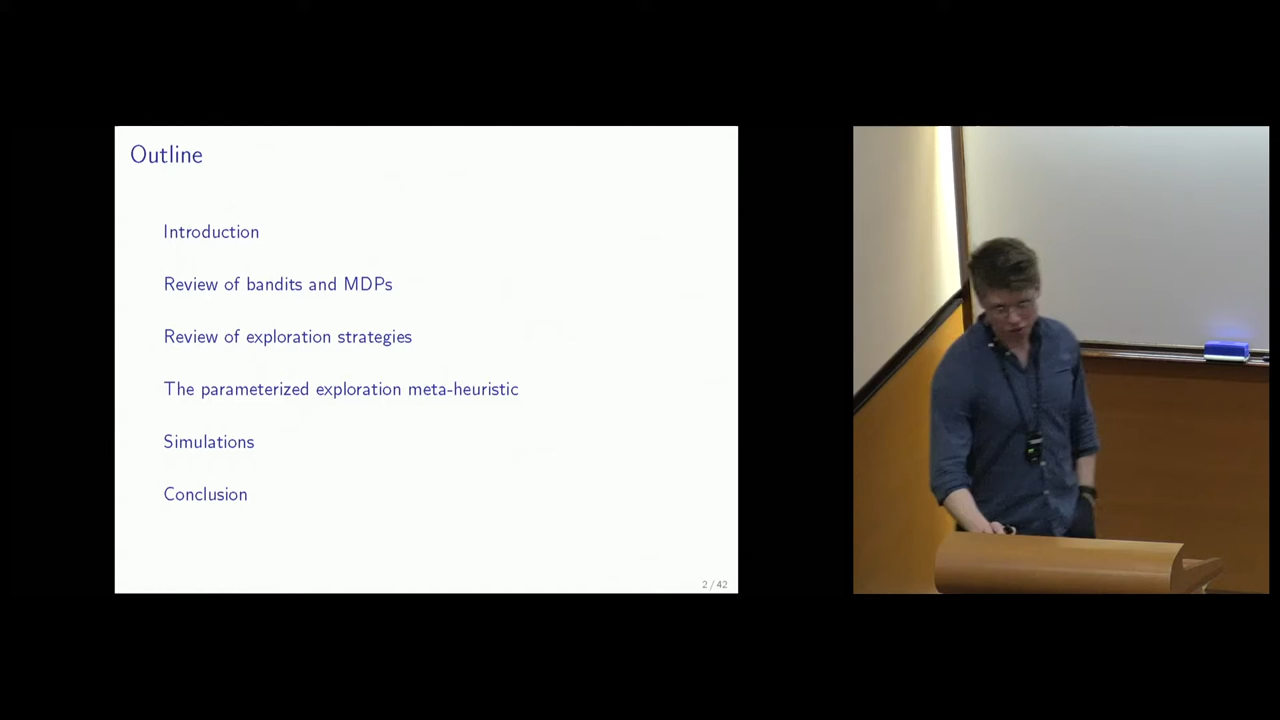 Outline
Introduction
Review of bandits and MDPs
Review of exploration strategies
The parameterized exploration meta-heuristic
Simulations
Conclusion
2 / 42